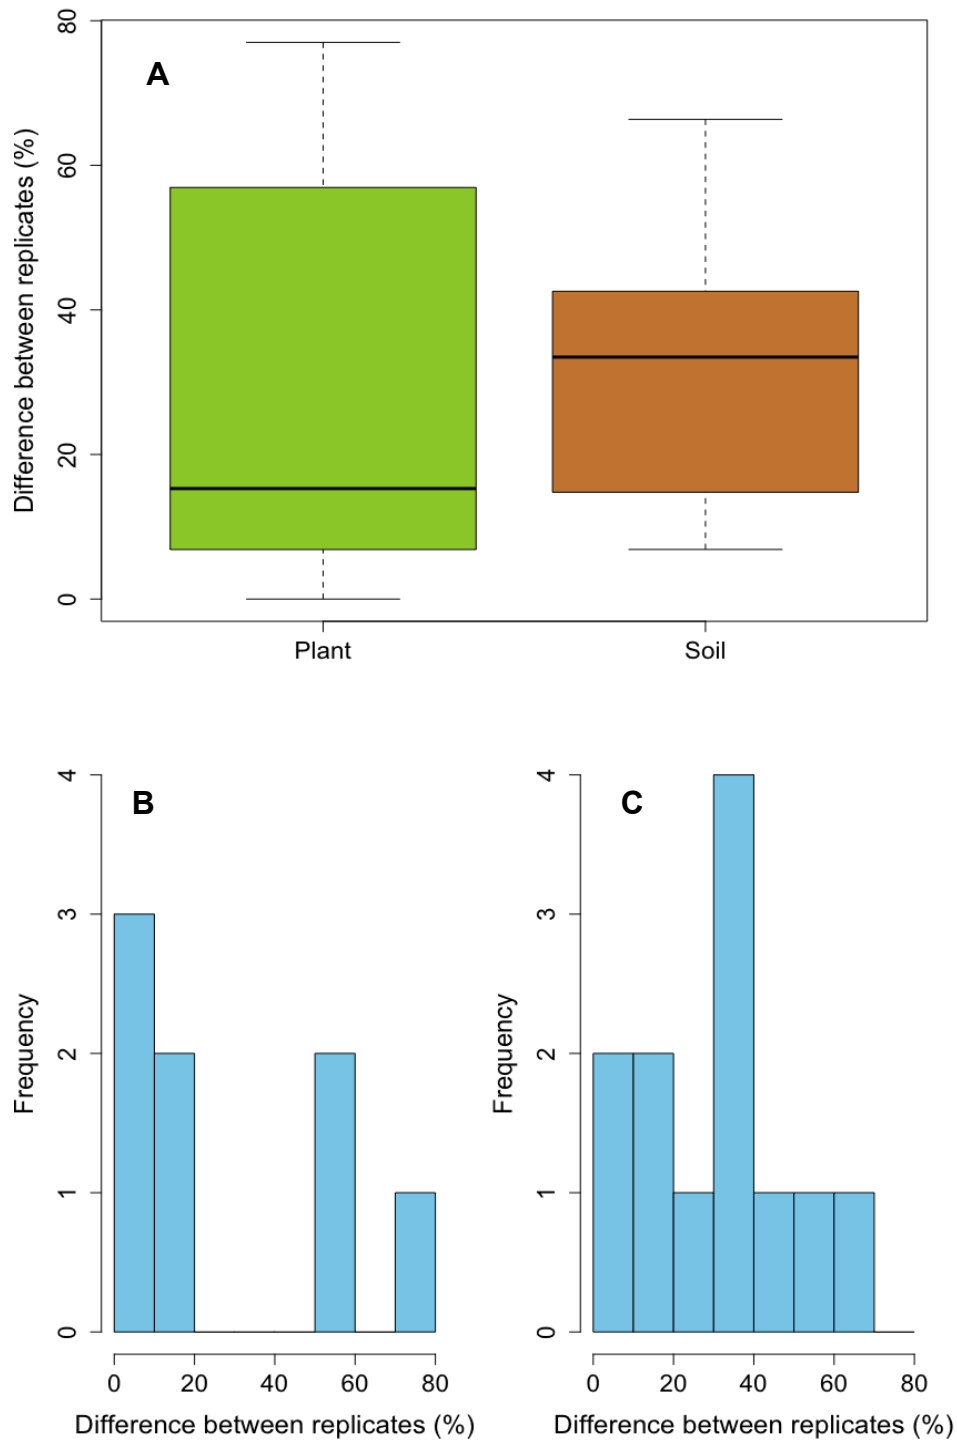 A
Difference between replicates (%)
80
60
40
20
0
Plant Soil
B
Frequency
4
3
2
1
0
0 20 40 60 80
Difference between replicates (%)
C
Frequency
4
3
2
1
0
0 20 40 60 80
Difference between replicates (%)